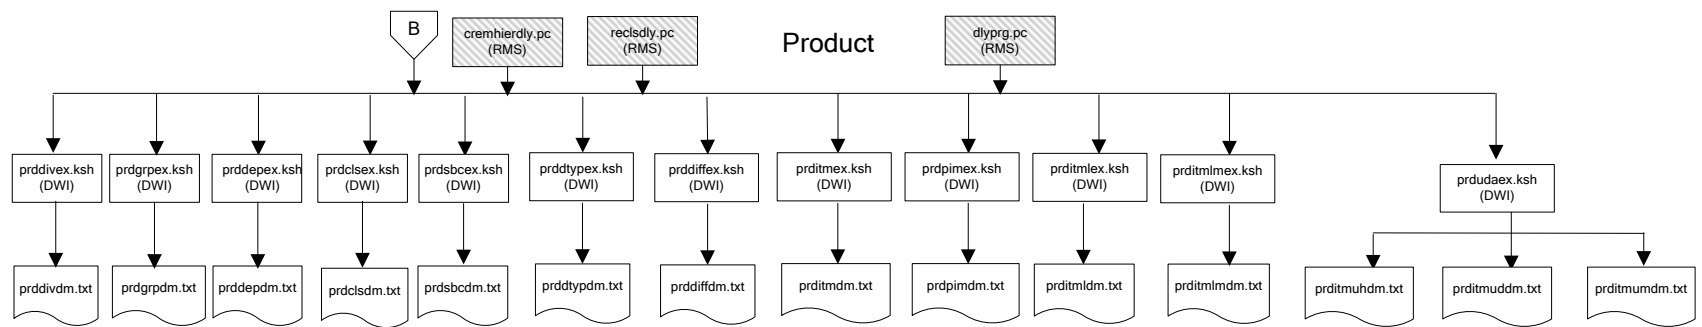 B
cremhierdly.pc
(RMS)
reclsdly.pc
(RMS)
Product
dlyprg.pc
(RMS)
prddivex.ksh
(DWI)
prdgrpex.ksh
(DWI)
prddepex.ksh
(DWI)
prdclsex.ksh
(DWI)
prdsbcex.ksh
(DWI)
prddtypex.ksh
(DWI)
prddiffex.ksh
(DWI)
prditmex.ksh
(DWI)
prdpimex.ksh
(DWI)
prditmlex.ksh
(DWI)
prditmlmex.ksh
(DWI)
prdudaex.ksh
(DWI)
prddivdm.txt
prdgrpdm.txt
prddepdm.txt
prdclsdm.txt
prdsbcdm.txt
prddtypdm.txt
prddiffdm.txt
prditmdm.txt
prdpimdm.txt
prditmldm.txt
prditmlmdm.txt
prditmuhdm.txt
prditmuddm.txt
prditmumdm.txt